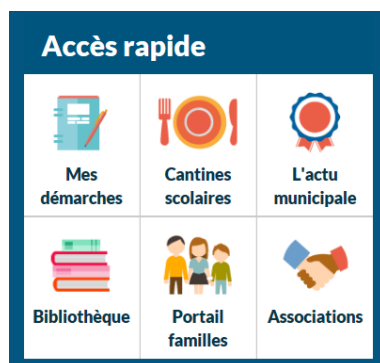 Accès rapide
Mes
démarches
Cantines
scolaires
L'actu
municipale
Bibliothèque
Portail
familles
Associations